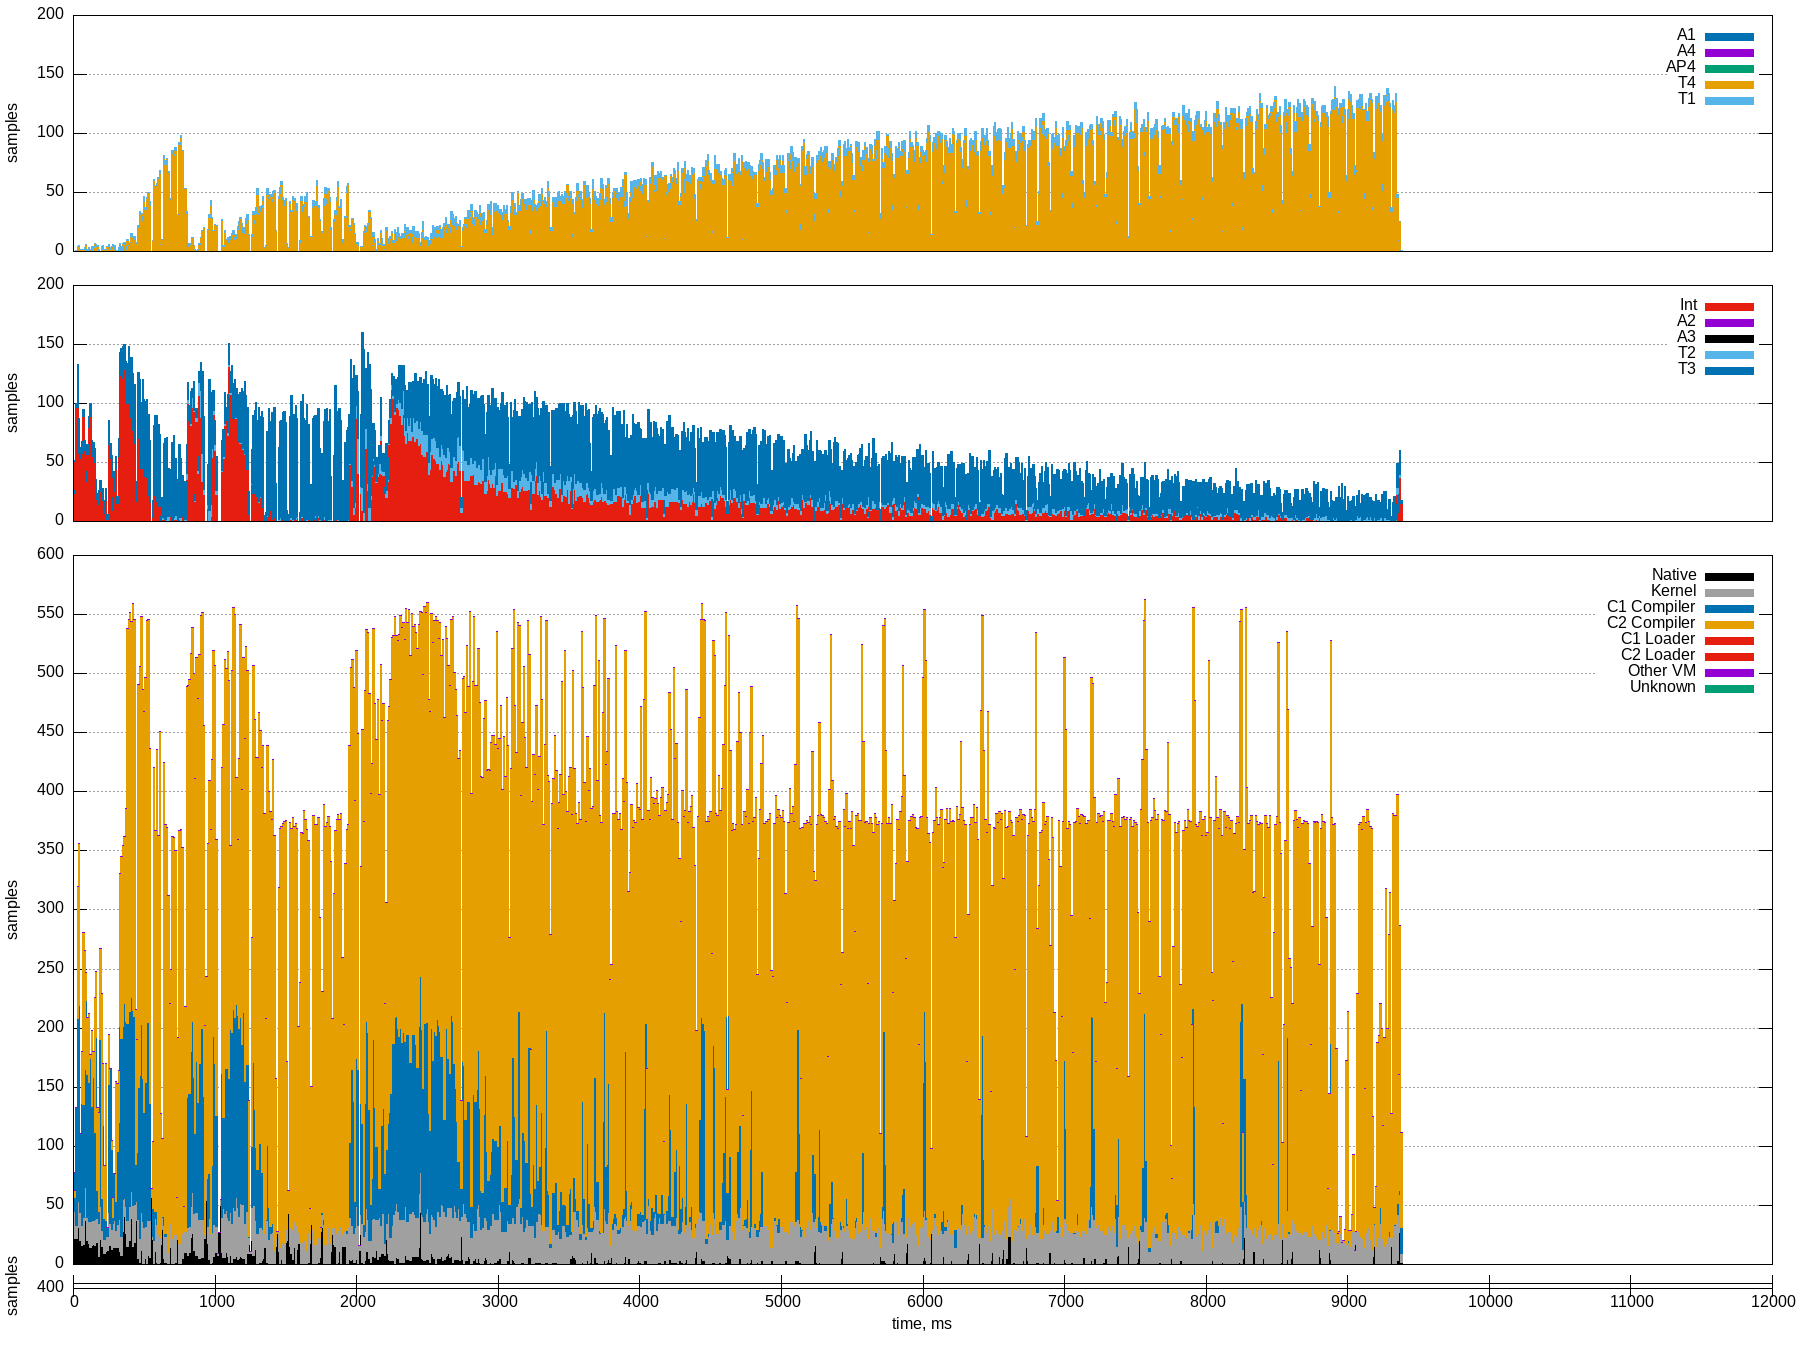 200
150
100
50
0
samples
A1
A4
AP4
T4
T1
200
150
100
50
0
samples
Int
A2
A3
T2
T3
600
550
500
450
400
350
300
250
200
150
100
50
0
samples
Native
Kernel
C1 Compiler
C2 Compiler
C1 Loader
C2 Loader
Other VM
Unknown
400
samples
0 1000 2000 3000 4000 5000 6000 7000 8000 9000 10000 11000 12000
time, ms